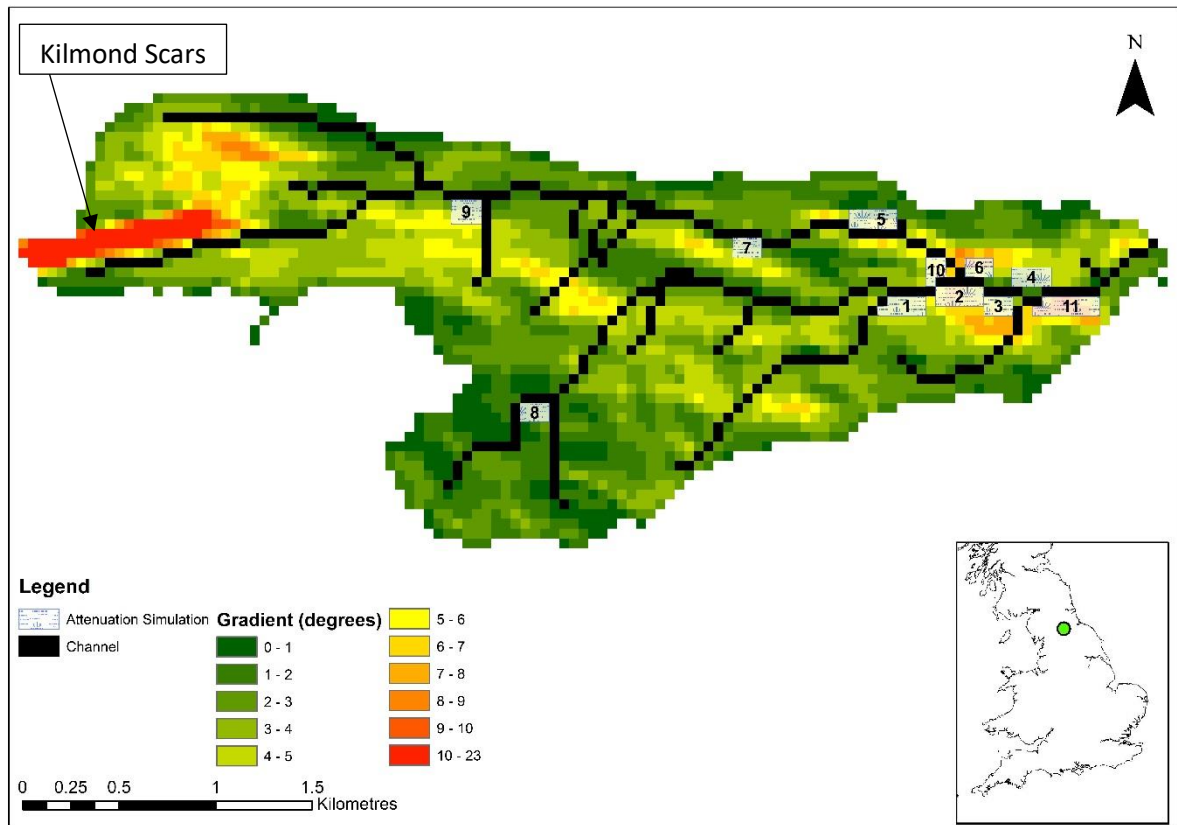 Kilmond Scars
N
9
5
7
10
6
4
1
2
3
11
8
Legend
Attenuation Simulation
Channel
Gradient (degrees)
0 - 1
1 - 2
2 - 3
3 - 4
4 - 5
5 - 6
6 - 7
7 - 8
8 - 9
9 - 10
10 - 23
0 0.25 0.5 1 1.5
Kilometres